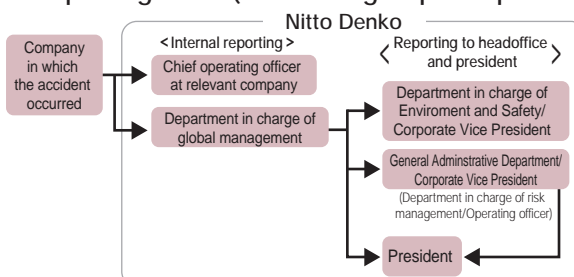 Nitto Denko
Company
in which
the accident
occurred
<Internal reporting>
Chief operating officer
at relevant company
Department in charge of
global management
Reporting to headoffice
and president
Department in charge of
Enviroment and Safety/
Corporate Vice President
General Adminstrative Department/
Corporate Vice President
(Department in charge of risk
management/Operating officer)
President